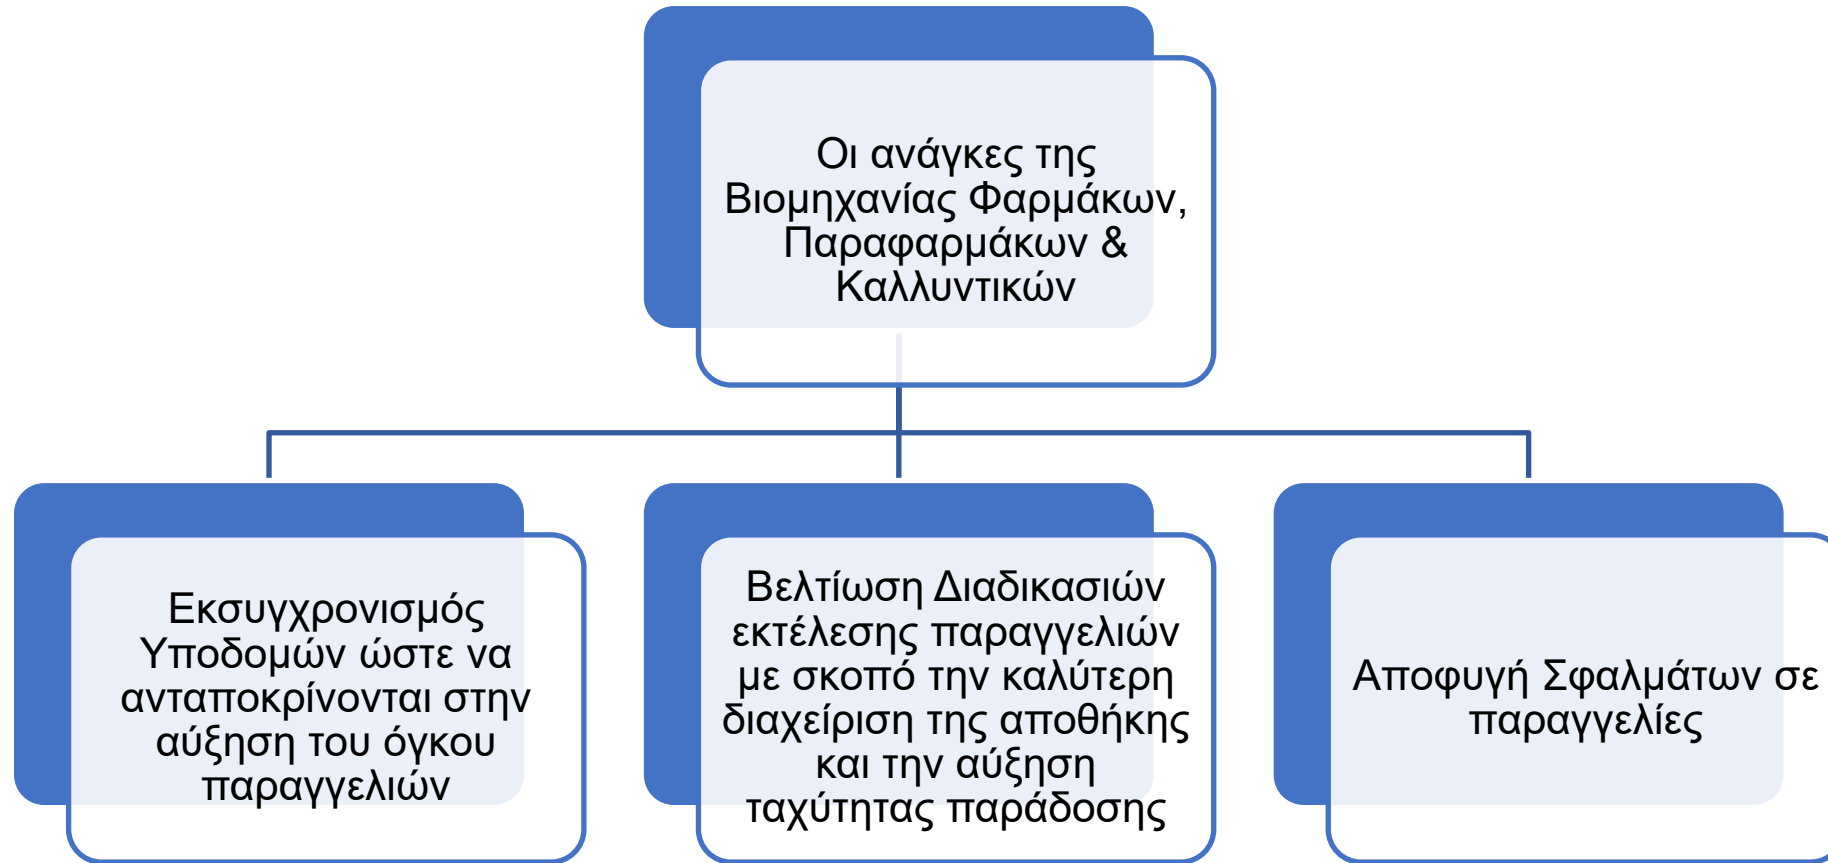 Οι ανάγκες της
Βιομηχανίας Φαρμάκων,
Παραφαρμάκων &
Καλλυντικών
Εκσυγχρονισμός
Υποδομών ώστε να
ανταποκρίνονται στην
αύξηση του όγκου
παραγγελιών
Βελτίωση Διαδικασιών
εκτέλεσης παραγγελιών
με σκοπό την καλύτερη
διαχείριση της αποθήκης
και την αύξηση
ταχύτητας παράδοσης
Αποφυγή Σφαλμάτων σε
παραγγελίες